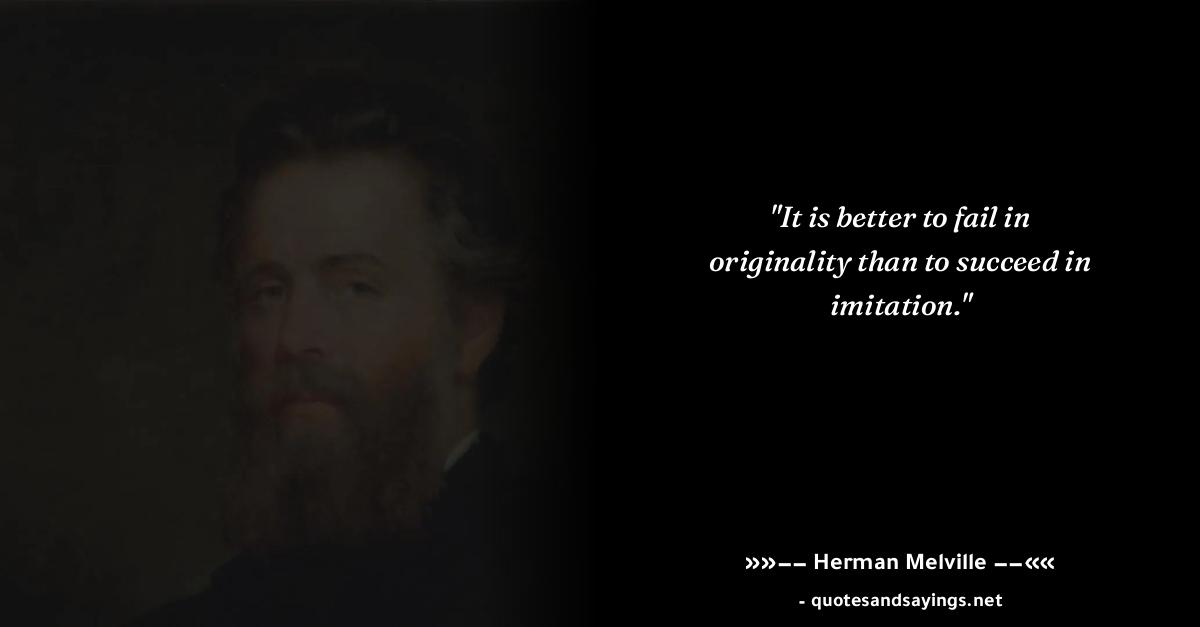 "It is better to fail in
originality than to succeed in
imitation."
»»−− Herman Melville −−««
- quotesandsayings.net